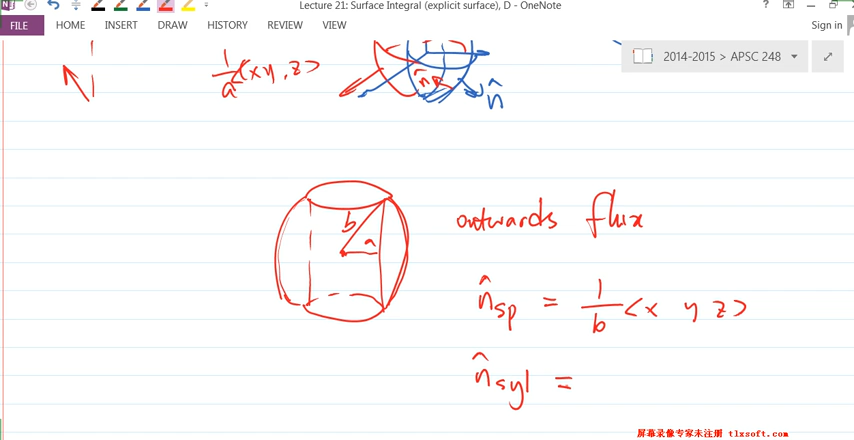 Lecture 21: Surface Integral (explicit surface), D - OneNote
? Sign in
FILE HOME INSERT DRAW HISTORY REVIEW VIEW
2014-2015 > APSC 248
1/a <x y, z>
n̂
b
a
outwards flux
n̂sp = 1/b <x y z>
n̂syl =
屏幕录像专家未注册 tlxsoft.com